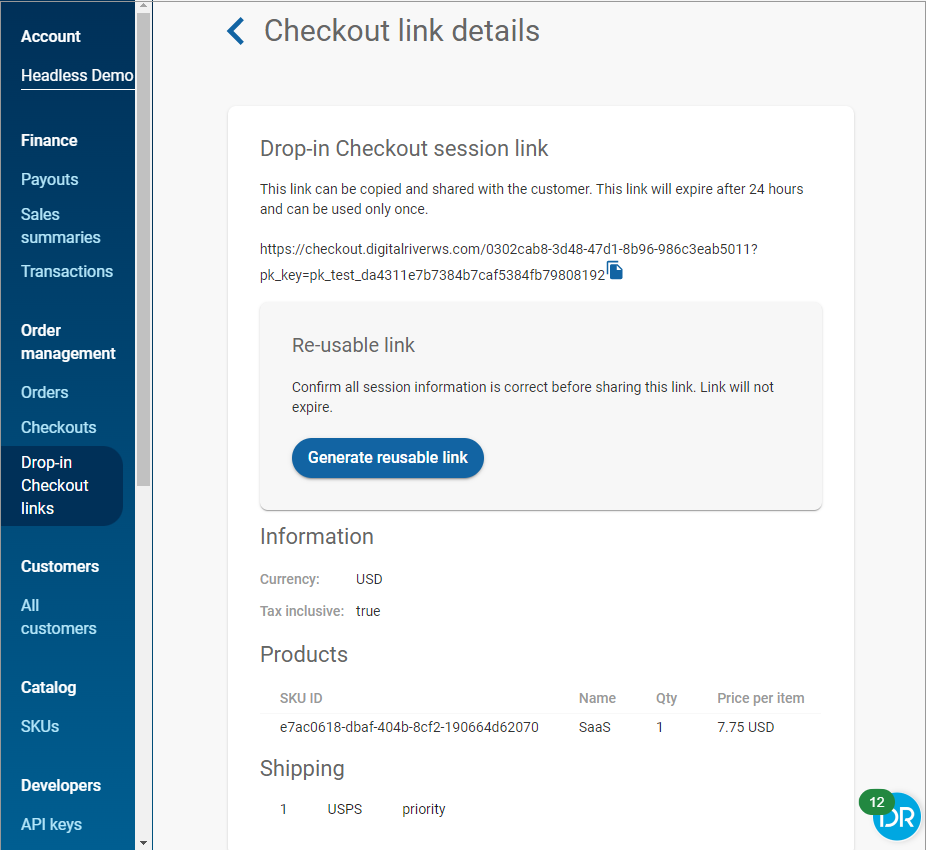 Account
Headless Demo
Finance
Payouts
Sales
summaries
Transactions
Order
management
Orders
Checkouts
Drop-in
Checkout
links
Customers
All
customers
Catalog
SKUs
Developers
API keys
Checkout link details
Drop-in Checkout session link
This link can be copied and shared with the customer. This link will expire after 24 hours
and can be used only once.
https://checkout.digitalriverws.com/0302cab8-3d48-47d1-8b96-986c3eab5011?
pk_key=pk_test_da4311e7b7384b7caf5384fb79808192
Re-usable link
Confirm all session information is correct before sharing this link. Link will not
expire.
Generate reusable link
Information
Currency: USD
Tax inclusive: true
Products
SKU ID Name Qty Price per item
e7ac0618-dbaf-404b-8cf2-190664d62070 SaaS 1 7.75 USD
Shipping
1 USPS priority
12
DR